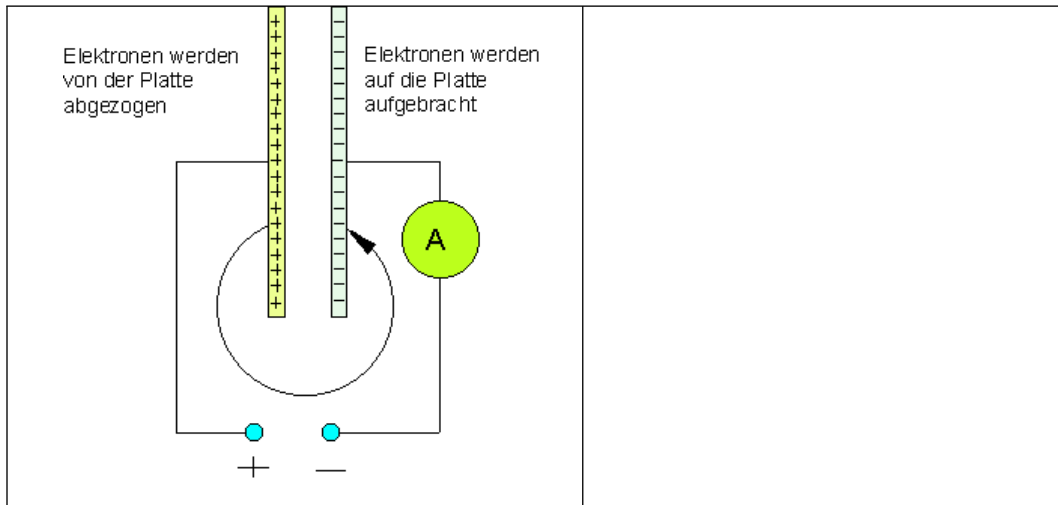 Elektronen werden
von der Platte
abgezogen
Elektronen werden
auf die Platte
aufgebracht
A
+ −